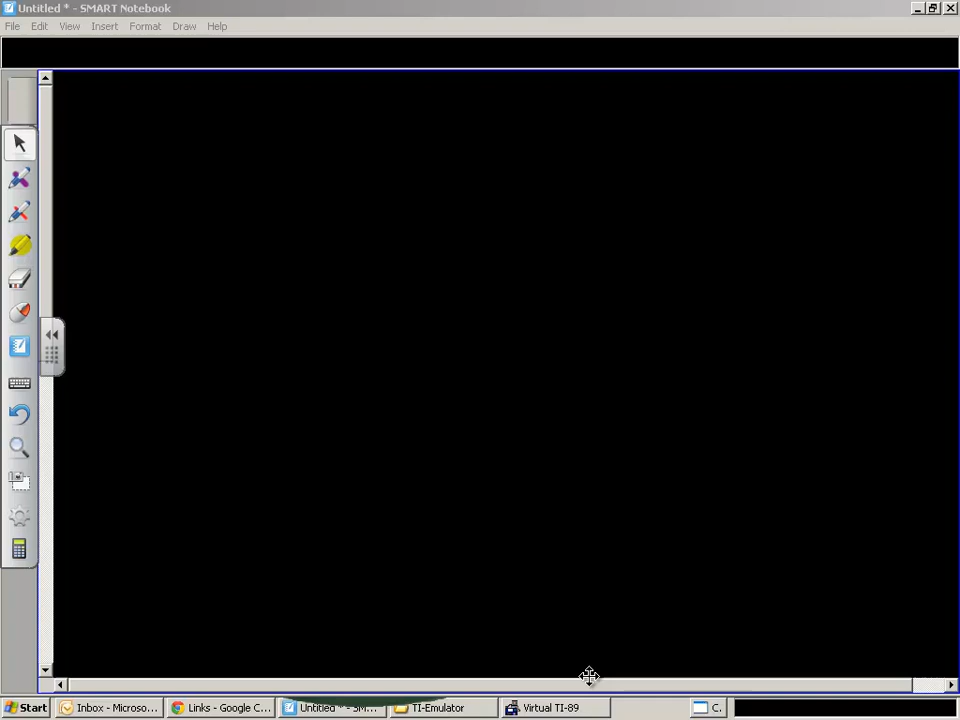 Untitled * - SMART Notebook
File Edit View Insert Format Draw Help
Start Inbox - Microso... Links - Google C... Untitled * - SM... TI-Emulator Virtual TI-89 C.